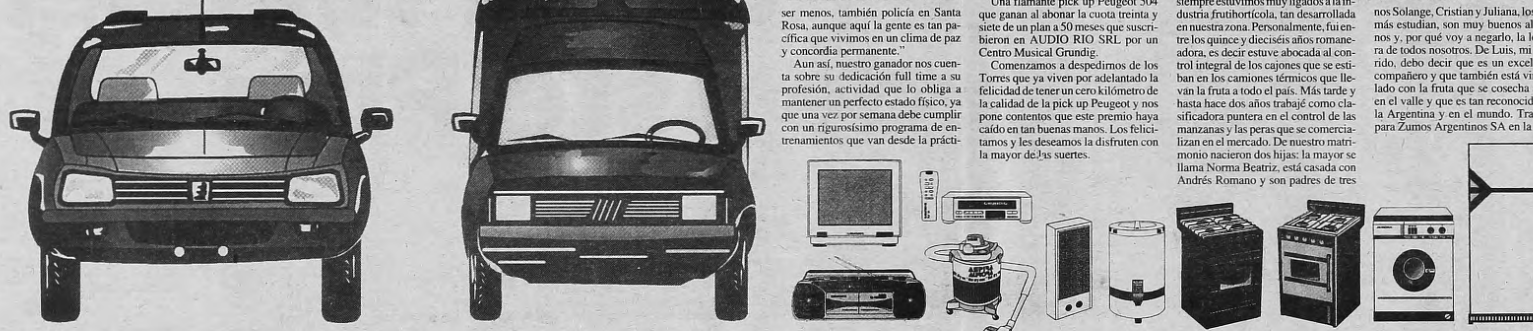 ser menos, también policía en Santa
Rosa, aunque aquí la gente es tan pa-
cífica que vivimos en un clima de paz
y concordia permanente."
Aun así, nuestro ganador nos cuen-
ta sobre su dedicación full time a su
profesión, actividad que lo obliga a
mantener un perfecto estado físico, ya
que una vez por semana debe cumplir
con un rigurosísimo programa de en-
trenamientos que van desde la prácti-
Una flamante pick up Peugeot 504
que ganan al abonar la cuota treinta y
siete de un plan a 50 meses que suscri-
bieron en AUDIO RIO SRL por un
Centro Musical Grundig.
Comenzamos a despedirnos de los
Torres que ya viven por adelantado la
felicidad de tener un cero kilómetro de
la calidad de la pick up Peugeot y nos
pone contentos que este premio haya
caído en tan buenas manos. Los felici-
tamos y les deseamos la disfruten con
la mayor de las suertes.
siempre estuvimos muy ligados a la in-
dustria frutihortícola, tan desarrollada
en nuestra zona. Personalmente, fui en-
tre los quince y dieciséis años romane-
adora, es decir estuve abocada al con-
trol integral de los cajones que se esti-
ban en los camiones térmicos que lle-
van la fruta a todo el país. Más tarde y
hasta hace dos años trabajé como cla-
sificadora puntera en el control de las
manzanas y las peras que se comercia-
lizan en el mercado. De nuestro matri-
monio nacieron dos hijas: la mayor se
llama Norma Beatriz, está casada con
Andrés Romano y son padres de tres
nos Solange, Cristian y Juliana, los
más estudian, son muy buenos al
nos y, por qué voy a negarlo, la lo
ra de todos nosotros. De Luis, mi
rido, debo decir que es un excel
compañero y que también está vi
lado con la fruta que se cosecha
en el valle y que es tan reconocid
la Argentina y en el mundo. Tra
para Zumos Argentinos SA en la